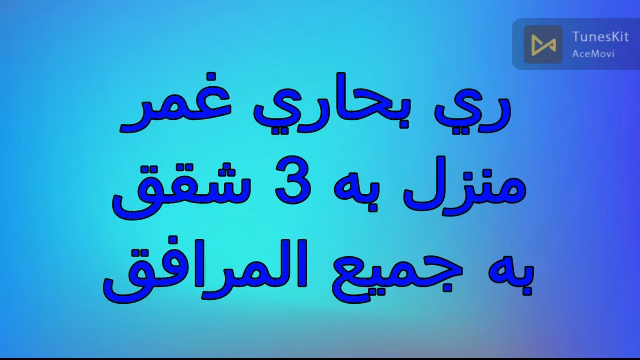 TunesKit
AceMovi
ري بحاري غمر
منزل به 3 شقق
به جميع المرافق